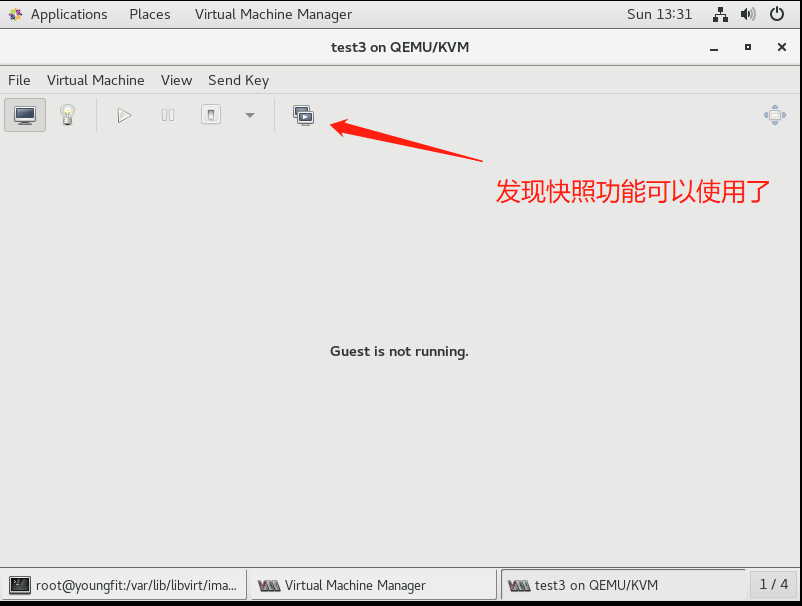 Applications Places Virtual Machine Manager Sun 13:31
test3 on QEMU/KVM
File Virtual Machine View Send Key
发现快照功能可以使用了
Guest is not running.
root@youngfit:/var/lib/libvirt/ima... Virtual Machine Manager test3 on QEMU/KVM 1 / 4